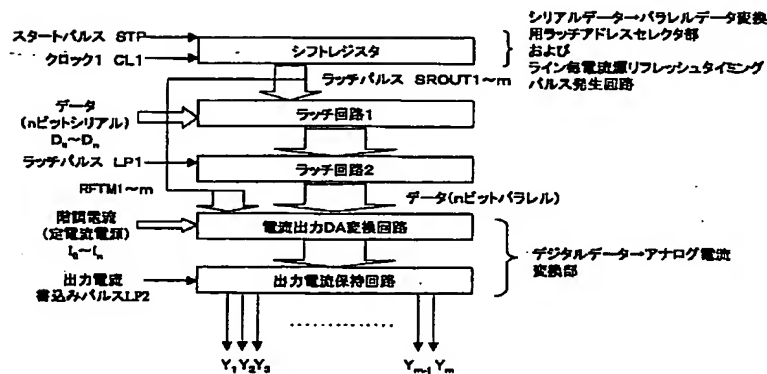 スタートパルス STP
クロック1 CL1
シフトレジスタ
シリアルデータ→パラレルデータ変換
用ラッチアドレスセレクタ部
および
ライン毎電流源リフレッシュタイミング
パルス発生回路
ラッチパルス SROUT1～m
データ
(nビットシリアル)
D₀～Dₙ
ラッチ回路1
ラッチパルス LP1
ラッチ回路2
RFTM1～m
データ(nビットパラレル)
階調電流
(定電流電源)
I₀～Iₙ
電流出力DA変換回路
デジタルデータ→アナログ電流
変換部
出力電流
書込みパルスLP2
出力電流保持回路
Y₁ Y₂ Y₃
Yₘ₋₁ Yₘ